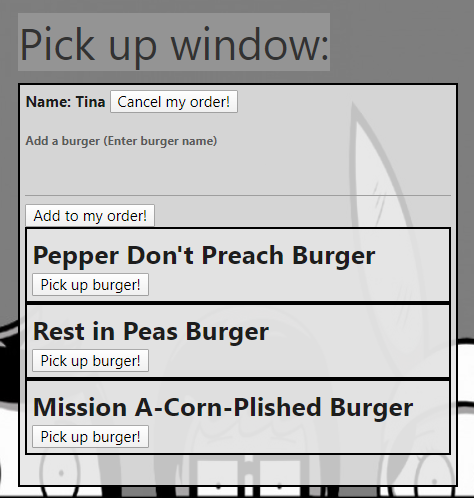 Pick up window:
Name: Tina Cancel my order!
Add a burger (Enter burger name)
Add to my order!
Pepper Don't Preach Burger
Pick up burger!
Rest in Peas Burger
Pick up burger!
Mission A-Corn-Plished Burger
Pick up burger!